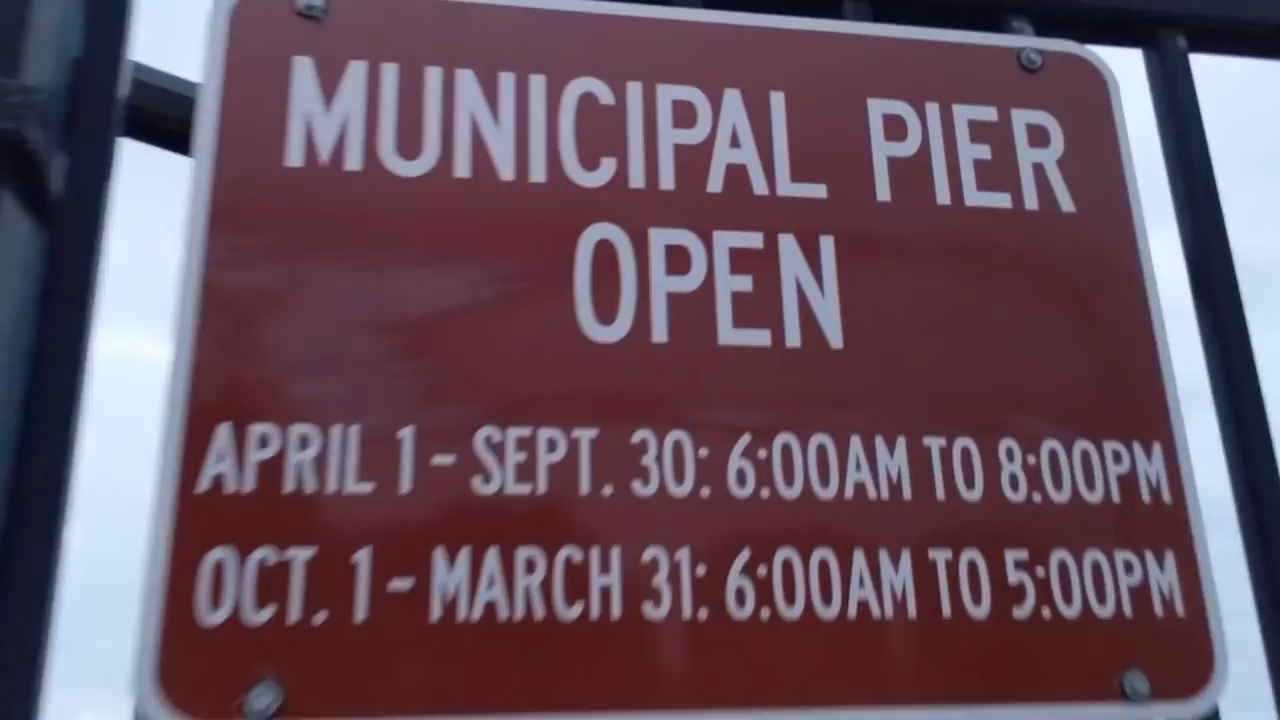 MUNICIPAL PIER
OPEN
APRIL 1 - SEPT. 30: 6:00AM TO 8:00PM
OCT. 1 - MARCH 31: 6:00AM TO 5:00PM